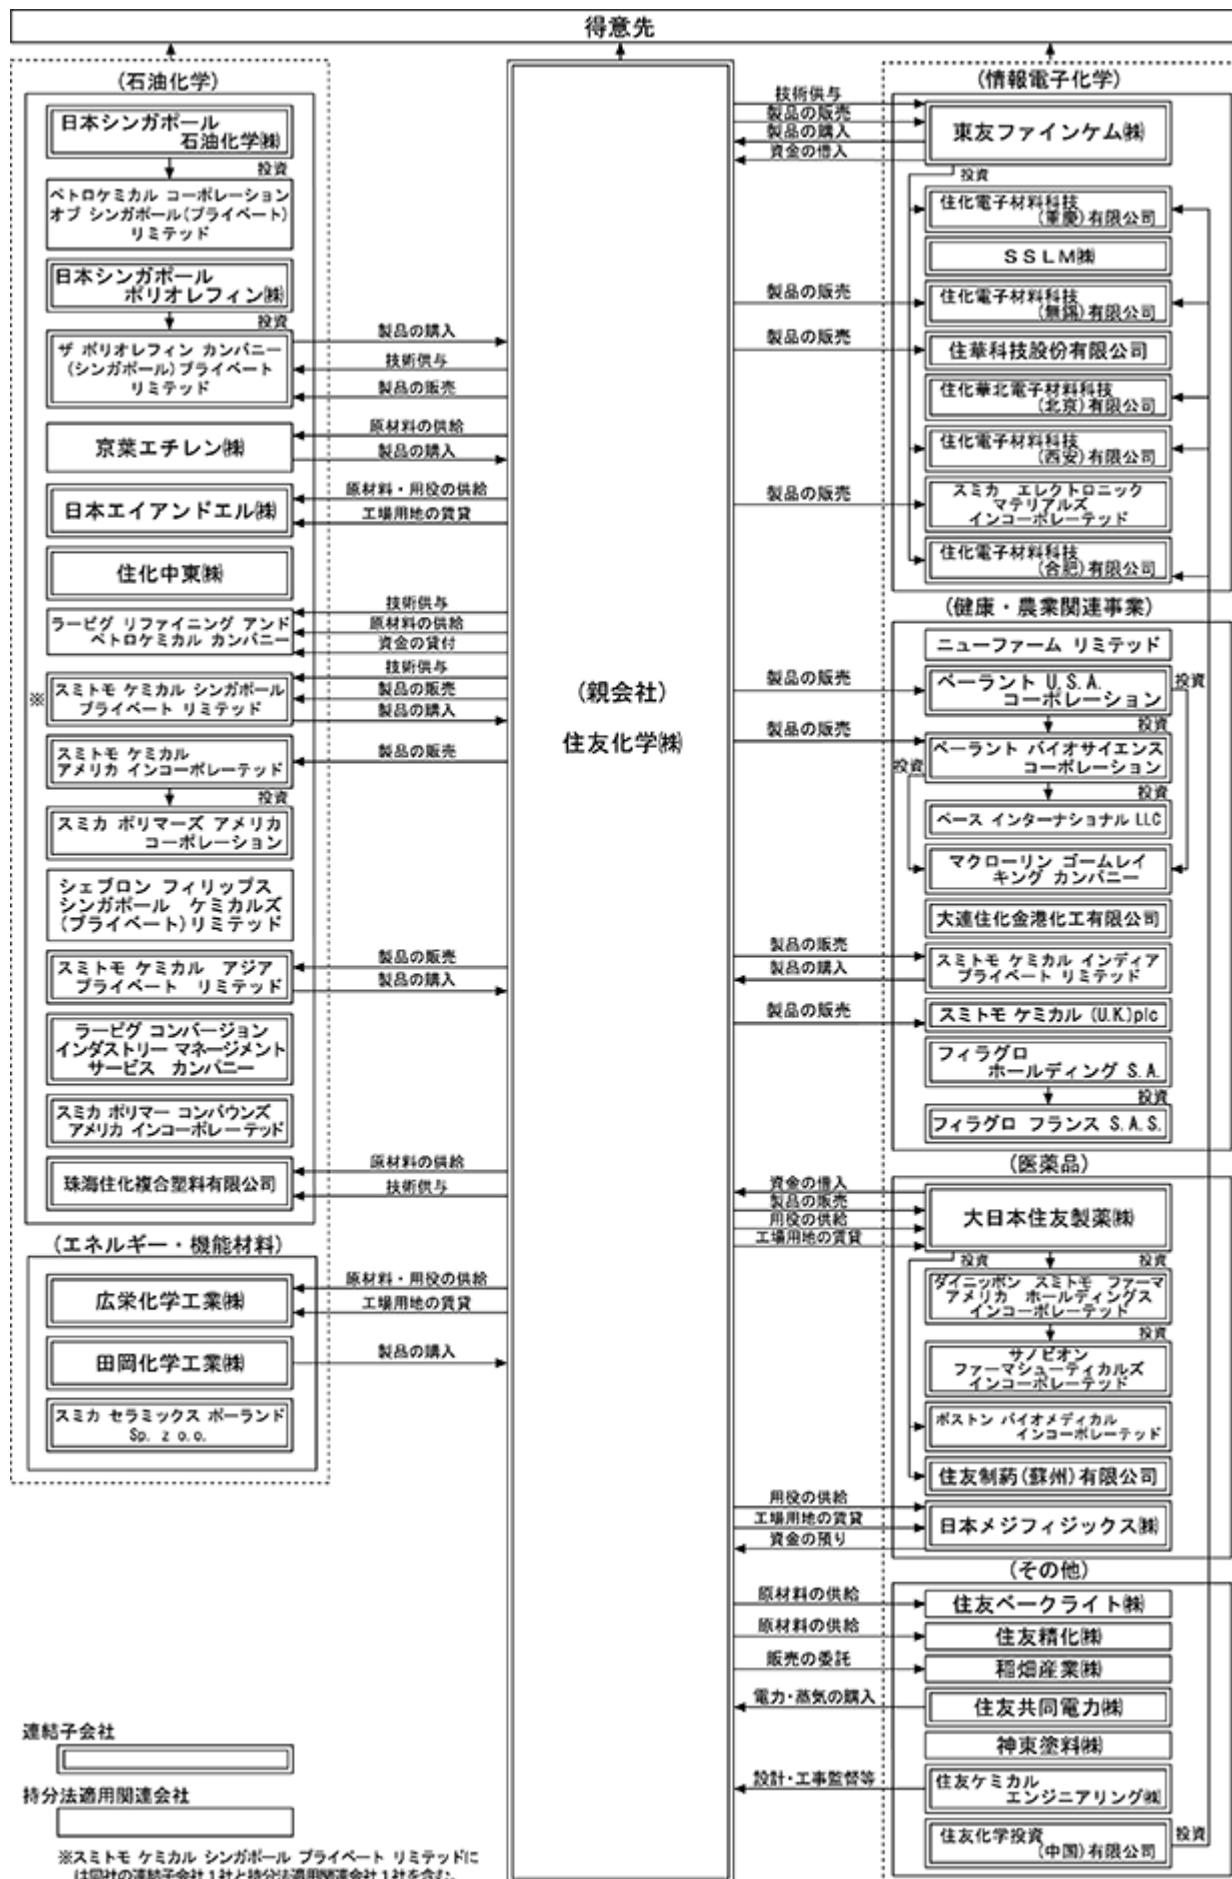 得意先
(石油化学)
日本シンガポール
石油化学㈱
投資
ペトロケミカル コーポレーション
オブ シンガポール(プライベート)
リミテッド
日本シンガポール
ポリオレフィン㈱
投資
ザ ポリオレフィン カンパニー
(シンガポール)プライベート
リミテッド
製品の購入
技術供与
製品の販売
京葉エチレン㈱
原材料の供給
製品の購入
日本エイアンドエル㈱
原材料・用役の供給
工場用地の賃貸
住化中東㈱
ラービグ リファイニング アンド
ペトロケミカル カンパニー
技術供与
原材料の供給
資金の貸付
※
スミトモ ケミカル シンガポール
プライベート リミテッド
技術供与
製品の販売
製品の購入
スミトモ ケミカル
アメリカ インコーポレーテッド
製品の販売
投資
スミカ ポリマーズ アメリカ
コーポレーション
シェブロン フィリップス
シンガポール ケミカルズ
(プライベート)リミテッド
スミトモ ケミカル アジア
プライベート リミテッド
製品の販売
製品の購入
ラービグ コンバージョン
インダストリー マネージメント
サービス カンパニー
スミカ ポリマー コンパウンズ
アメリカ インコーポレーテッド
珠海住化複合塑料有限公司
原材料の供給
技術供与
(エネルギー・機能材料)
広栄化学工業㈱
原材料・用役の供給
工場用地の賃貸
田岡化学工業㈱
製品の購入
スミカ セラミックス ポーランド
Sp. z o.o.
(親会社)
住友化学㈱
(情報電子化学)
技術供与
製品の販売
製品の購入
資金の借入
東友ファインケム㈱
投資
住化電子材料科技
(重慶)有限公司
SSLM㈱
製品の販売
住化電子材料科技
(無錫)有限公司
製品の販売
住華科技股份有限公司
住化華北電子材料科技
(北京)有限公司
住化電子材料科技
(西安)有限公司
製品の販売
スミカ エレクトロニック
マテリアルズ
インコーポレーテッド
住化電子材料科技
(合肥)有限公司
(健康・農業関連事業)
ニューファーム リミテッド
製品の販売
ベーラント U.S.A.
コーポレーション
投資
投資
製品の販売
ベーラント バイオサイエンス
コーポレーション
投資
投資
ペース インターナショナル LLC
マクローリン ゴームレイ
キング カンパニー
大連住化金港化工有限公司
製品の販売
製品の購入
スミトモ ケミカル インディア
プライベート リミテッド
製品の販売
スミトモ ケミカル (U.K.)plc
フィラグロ
ホールディング S.A.
投資
フィラグロ フランス S.A.S.
(医薬品)
資金の借入
製品の販売
用役の供給
工場用地の賃貸
大日本住友製薬㈱
投資
投資
ダイニッポン スミトモ ファーマ
アメリカ ホールディングス
インコーポレーテッド
投資
サノビオン
ファーマシューティカルズ
インコーポレーテッド
ボストン バイオメディカル
インコーポレーテッド
住友制葯(蘇州)有限公司
用役の供給
工場用地の賃貸
資金の預り
日本メジフィジックス㈱
(その他)
原材料の供給
住友ベークライト㈱
原材料の供給
住友精化㈱
販売の委託
稲畑産業㈱
電力・蒸気の購入
住友共同電力㈱
神東塗料㈱
設計・工事監督等
住友ケミカル
エンジニアリング㈱
住友化学投資
(中国)有限公司
投資
連結子会社
持分法適用関連会社
※スミトモ ケミカル シンガポール プライベート リミテッドに
は同社の連結子会社1社と持分法適用関連会社1社を含む。